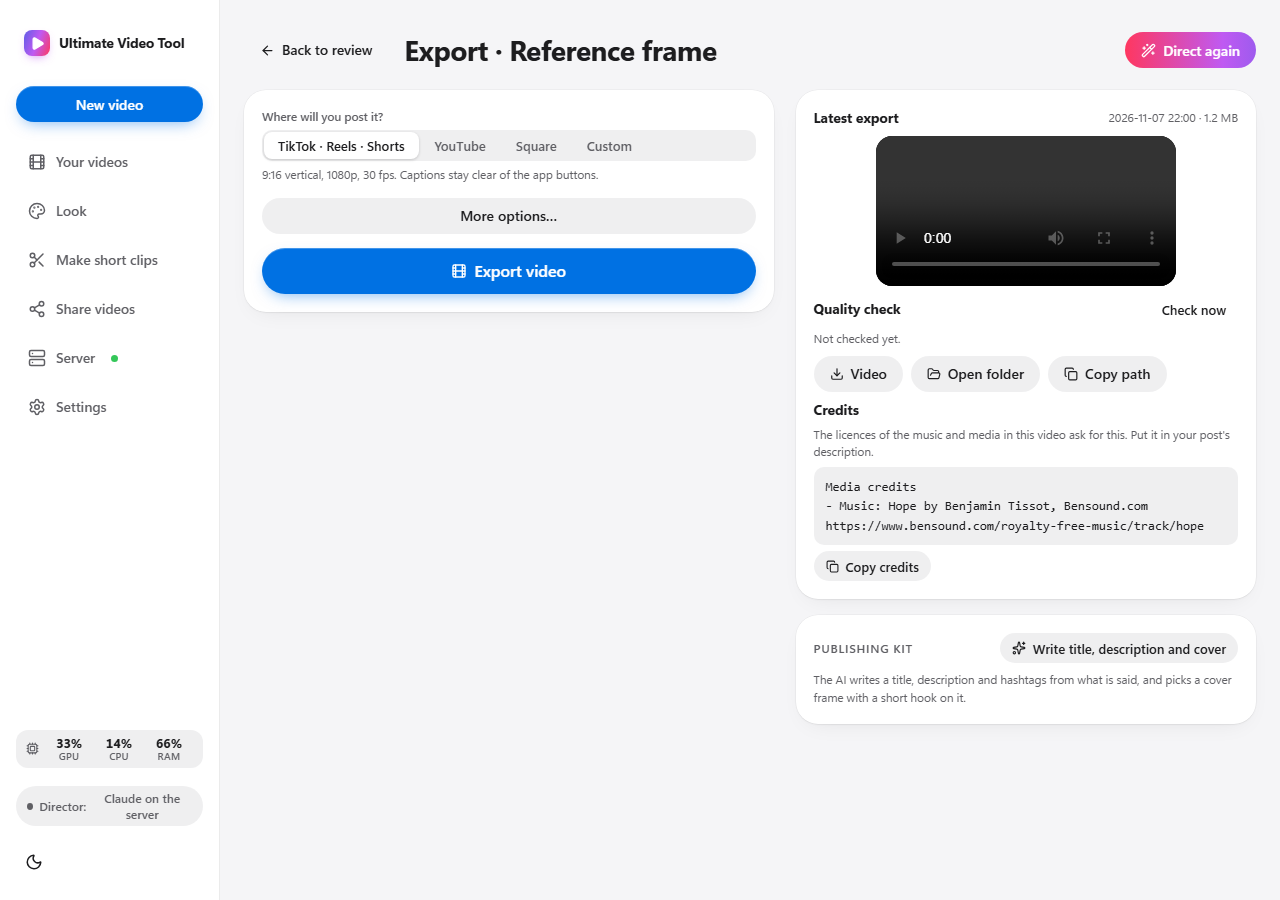 Ultimate Video Tool
New video
Your videos
Look
Make short clips
Share videos
Server
Settings
33% 14% 66%
GPU CPU RAM
Director: Claude on the
server
Back to review
Export · Reference frame
Direct again
Where will you post it?
TikTok · Reels · Shorts YouTube Square Custom
9:16 vertical, 1080p, 30 fps. Captions stay clear of the app buttons.
More options...
Export video
Latest export 2026-11-07 22:00 · 1.2 MB
0:00
Quality check Check now
Not checked yet.
Video Open folder Copy path
Credits
The licences of the music and media in this video ask for this. Put it in your post's
description.
Media credits
- Music: Hope by Benjamin Tissot, Bensound.com
https://www.bensound.com/royalty-free-music/track/hope
Copy credits
PUBLISHING KIT Write title, description and cover
The AI writes a title, description and hashtags from what is said, and picks a cover
frame with a short hook on it.